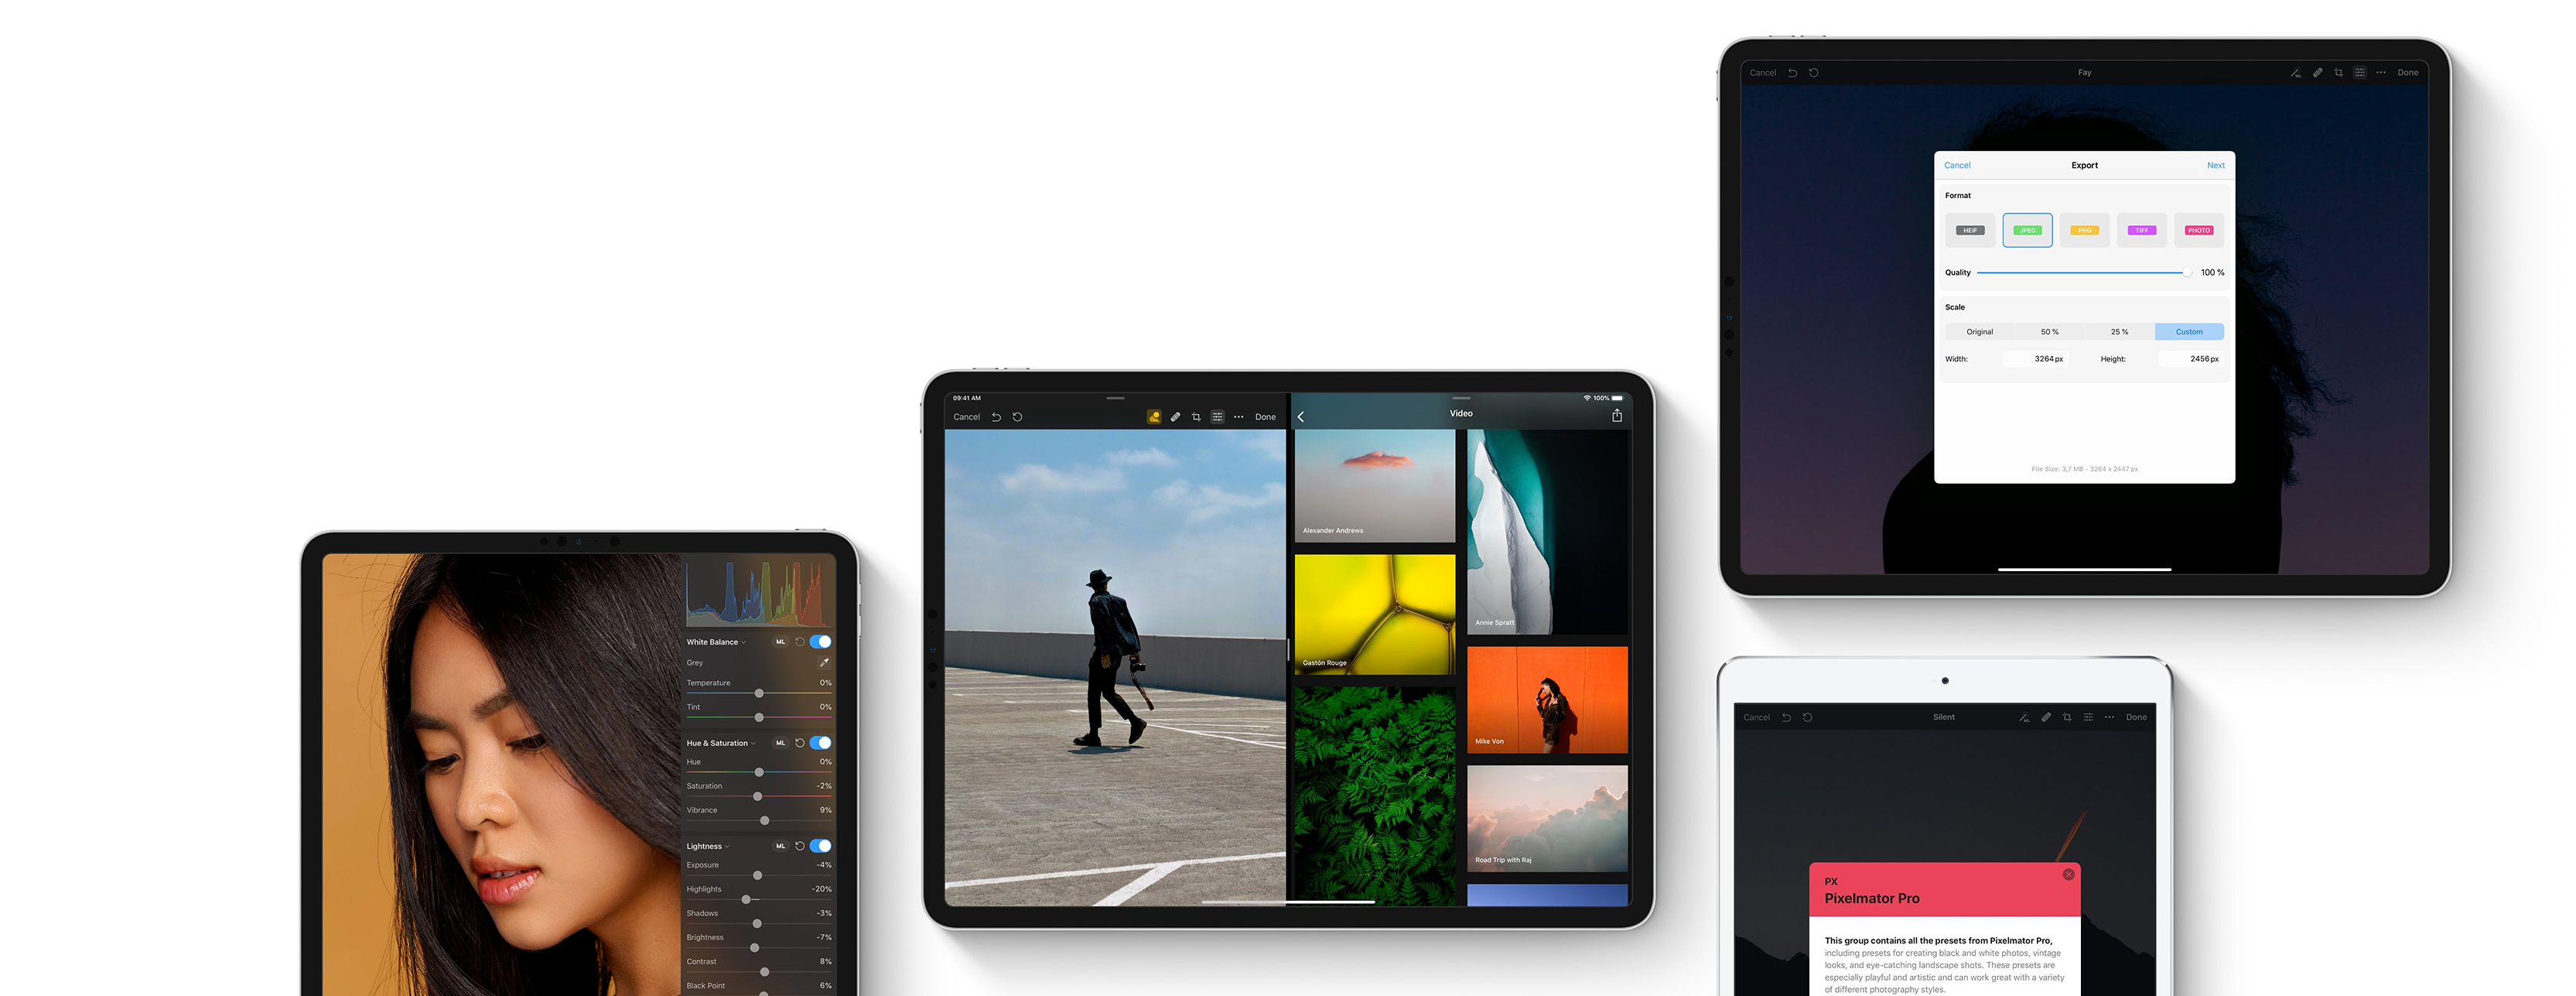 Cancel
Fay
Done
Cancel
Export
Next
Format
HEIF
JPEG
PNG
TIFF
PHOTO
Quality
100 %
Scale
Original
50 %
25 %
Custom
Width:
3264 px
Height:
2456 px
File Size: 3,7 MB - 3264 x 2447 px
09:41 AM
100%
Cancel
Done
Video
Alexander Andrews
Annie Spratt
Gastón Rouge
Mike Von
Road Trip with Raj
White Balance
ML
Grey
Temperature
0%
Tint
0%
Hue & Saturation
ML
Hue
0%
Saturation
-2%
Vibrance
9%
Lightness
ML
Exposure
-4%
Highlights
-20%
Shadows
-3%
Brightness
-7%
Contrast
8%
Black Point
6%
Cancel
Silent
Done
PX
Pixelmator Pro
This group contains all the presets from Pixelmator Pro,
including presets for creating black and white photos, vintage
looks, and eye-catching landscape shots. These presets are
especially playful and artistic and can work great with a variety
of different photography styles.